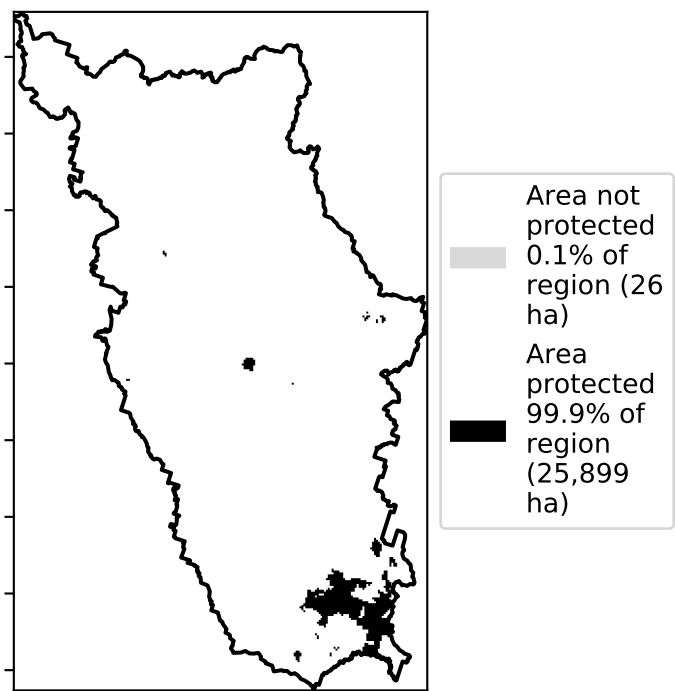 Area not
protected
0.1% of
region (26
ha)
Area
protected
99.9% of
region
(25,899
ha)